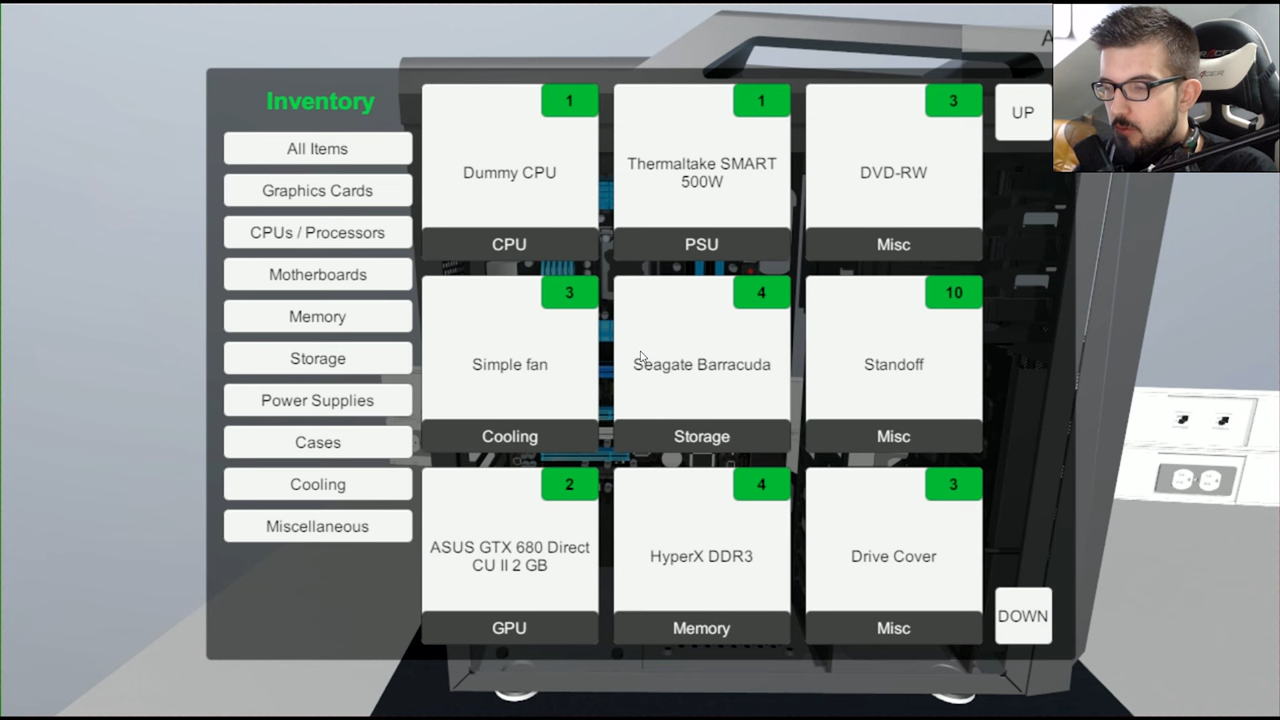 Inventory
All Items
Graphics Cards
CPUs / Processors
Motherboards
Memory
Storage
Power Supplies
Cases
Cooling
Miscellaneous
1
Dummy CPU
CPU
1
Thermaltake SMART
500W
PSU
3
DVD-RW
Misc
3
Simple fan
Cooling
4
Seagate Barracuda
Storage
10
Standoff
Misc
2
ASUS GTX 680 Direct
CU II 2 GB
GPU
4
HyperX DDR3
Memory
3
Drive Cover
Misc
UP
DOWN
A